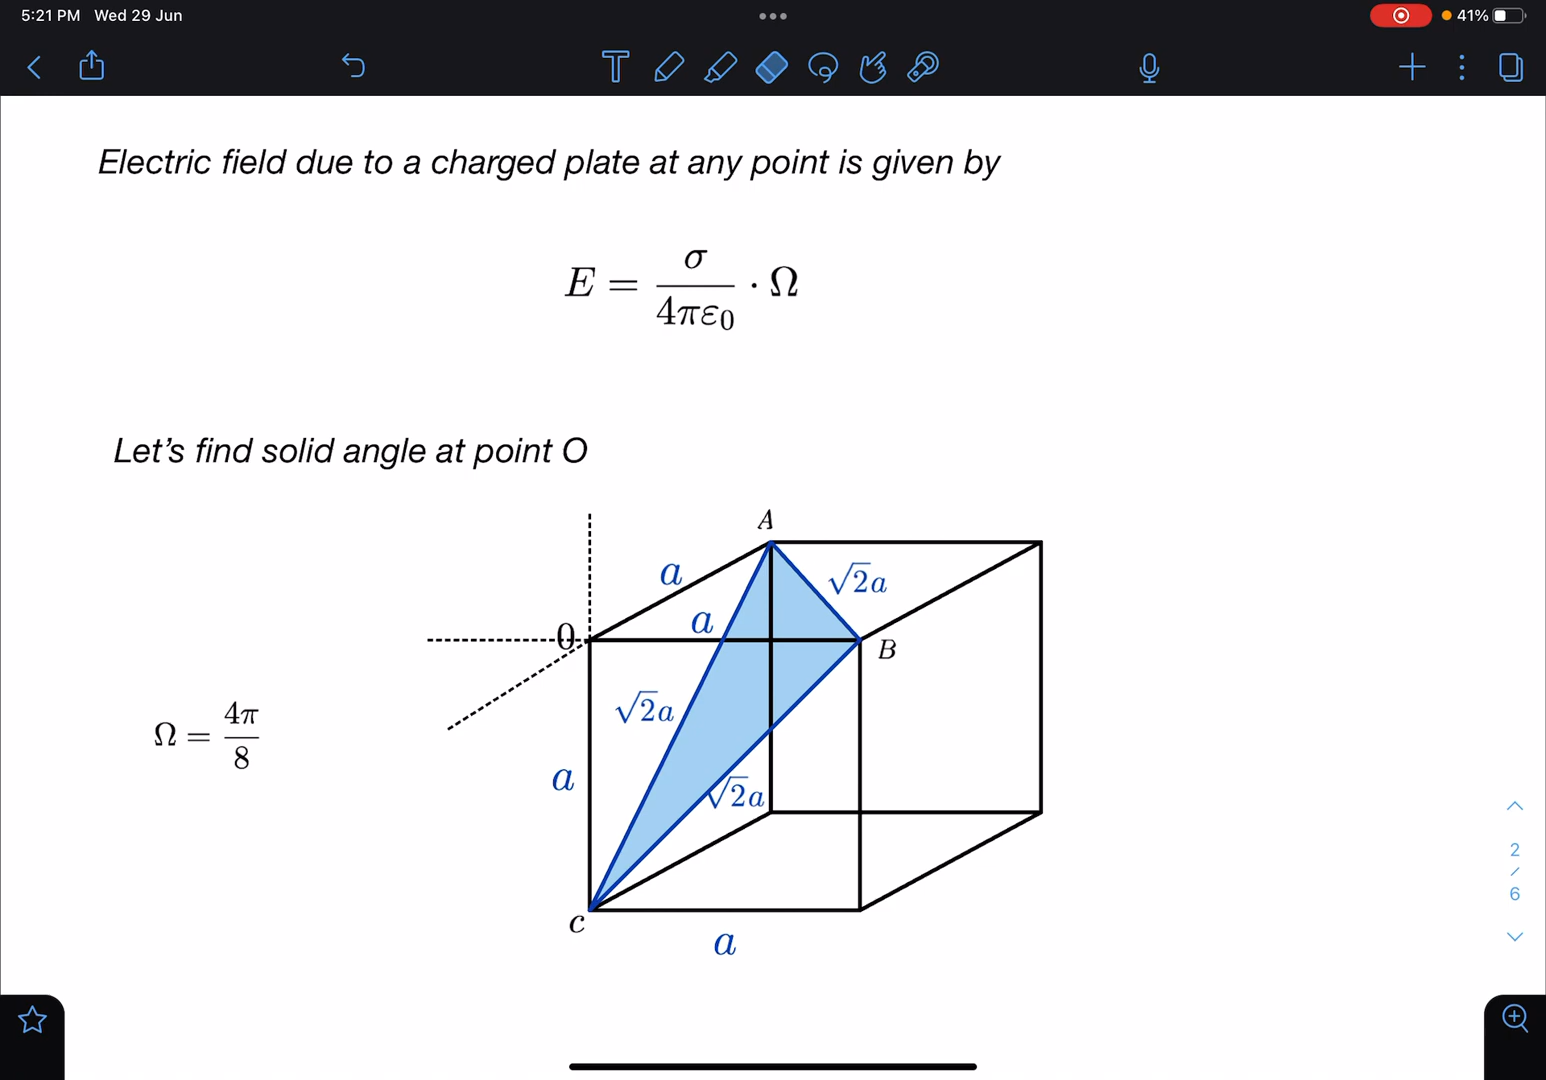 5:21 PM Wed 29 Jun
41%
Electric field due to a charged plate at any point is given by
E = σ / 4πε₀ · Ω
Let's find solid angle at point O
A
a
√2a
a
0
B
√2a
Ω = 4π / 8
a
√2a
C
a
2
/
6